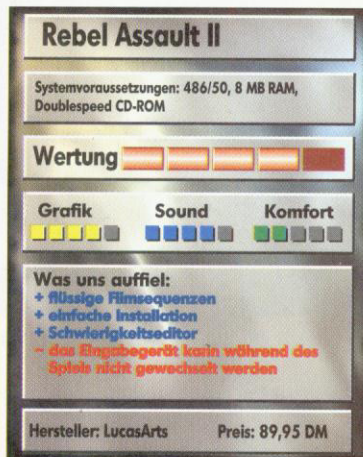 Rebel Assault II
Systemvoraussetzungen: 486/50, 8 MB RAM,
Doublespeed CD-ROM
Wertung
Grafik Sound Komfort
Was uns auffiel:
+ flüssige Filmsequenzen
+ einfache Installation
+ Schwierigkeitseditor
- das Eingabegerät kann während des
Spiels nicht gewechselt werden
Hersteller: LucasArts Preis: 89,95 DM